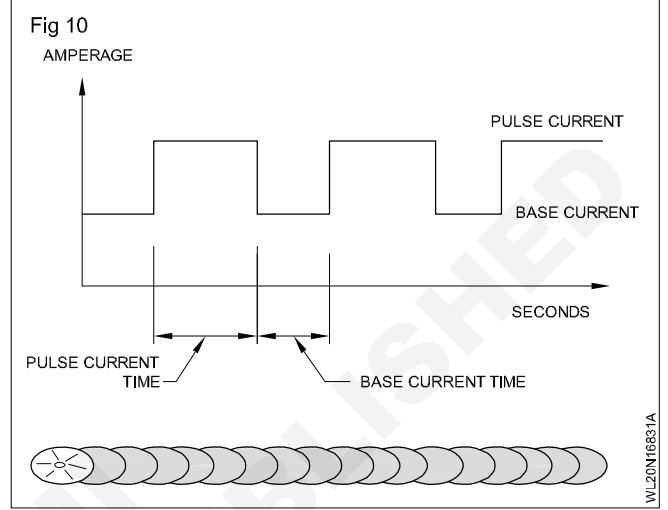 Fig 10
AMPERAGE
PULSE CURRENT
BASE CURRENT
SECONDS
PULSE CURRENT
TIME
BASE CURRENT TIME
WL20N16831A